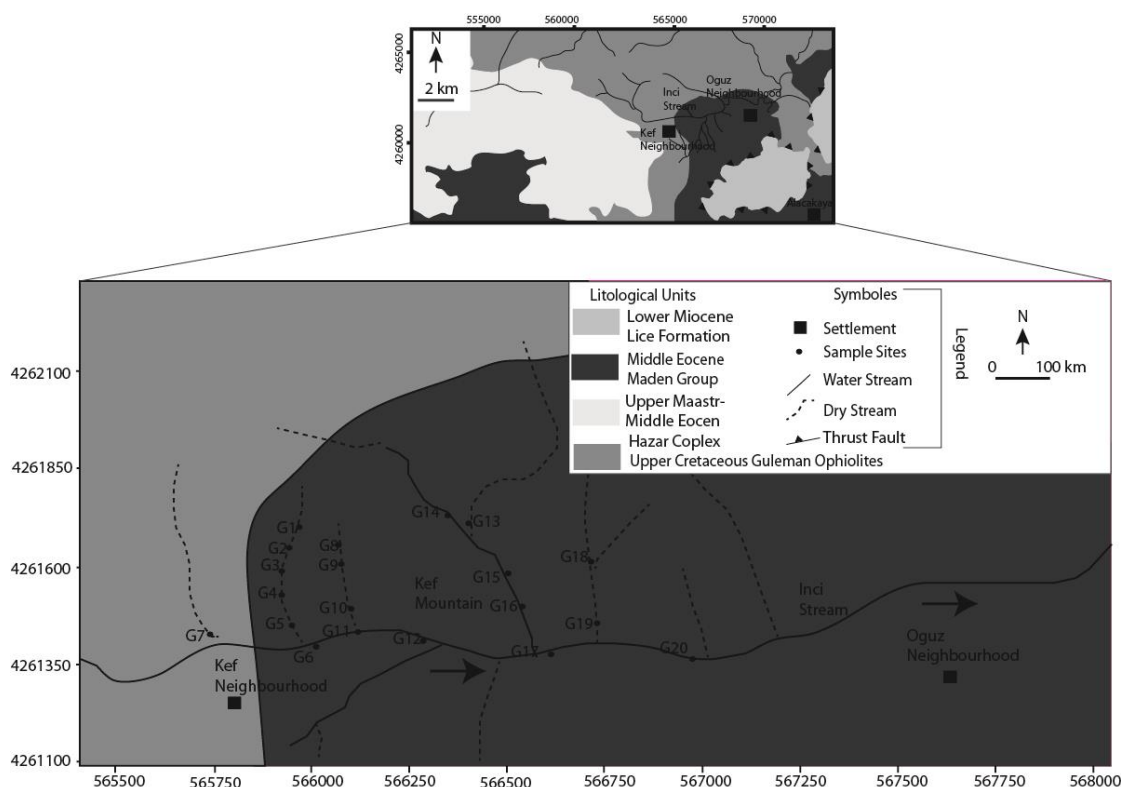 555000 560000 565000 570000
N
4265000
2 km
4260000
Inci
Stream
Oguz
Neighbourhood
Kef
Neighbourhood
Alacakaya
Litological Units
Lower Miocene
Lice Formation
Middle Eocene
Maden Group
Upper Maastr-
Middle Eocen
Hazar Coplex
Upper Cretaceous Guleman Ophiolites
Symboles
Settlement
Sample Sites
Water Stream
Dry Stream
Thrust Fault
Legend
N
0 100 km
4262100
4261850
4261600
4261350
4261100
G1
G2
G3
G4
G5
G6
G7
G8
G9
G10
G11
G12
G13
G14
G15
G16
G17
G18
G19
G20
Kef
Mountain
Inci
Stream
Kef
Neighbourhood
Oguz
Neighbourhood
565500 565750 566000 566250 566500 566750 567000 567250 567500 567750 568000